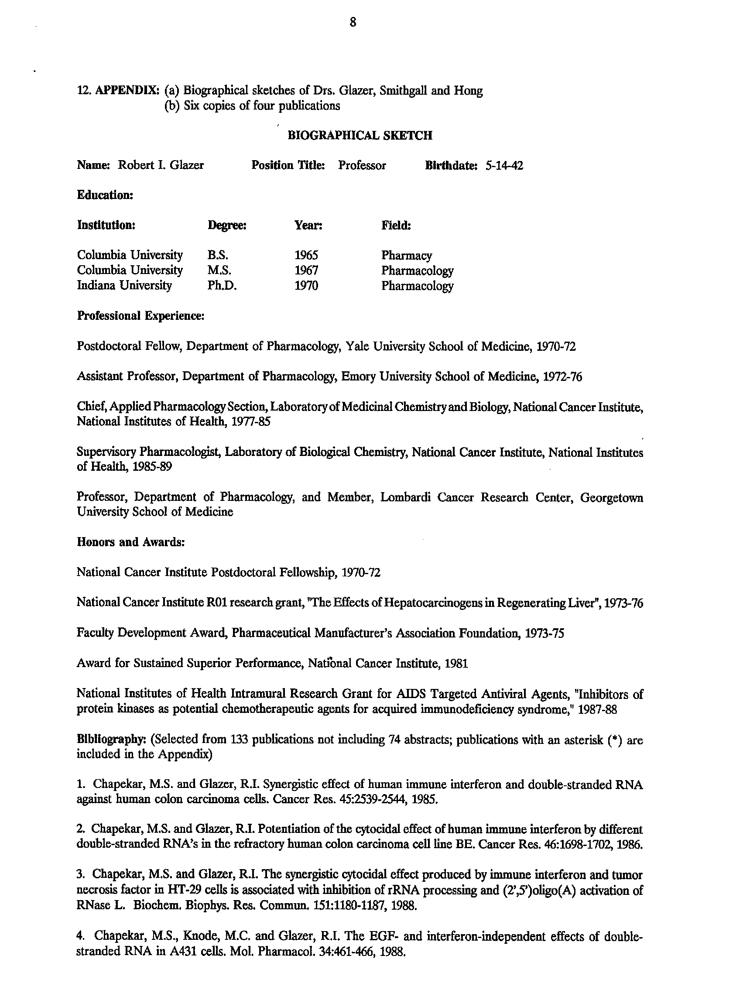 8
12. APPENDIX: (a) Biographical sketches of Drs. Glazer, Smithgall and Hong
(b) Six copies of four publications
BIOGRAPHICAL SKETCH
Name: Robert I. Glazer Position Title: Professor Birthdate: 5-14-42
Education:
Institution: Degree: Year: Field:
Columbia University B.S. 1965 Pharmacy
Columbia University M.S. 1967 Pharmacology
Indiana University Ph.D. 1970 Pharmacology
Professional Experience:
Postdoctoral Fellow, Department of Pharmacology, Yale University School of Medicine, 1970-72
Assistant Professor, Department of Pharmacology, Emory University School of Medicine, 1972-76
Chief, Applied Pharmacology Section, Laboratory of Medicinal Chemistry and Biology, National Cancer Institute,
National Institutes of Health, 1977-85
Supervisory Pharmacologist, Laboratory of Biological Chemistry, National Cancer Institute, National Institutes
of Health, 1985-89
Professor, Department of Pharmacology, and Member, Lombardi Cancer Research Center, Georgetown
University School of Medicine
Honors and Awards:
National Cancer Institute Postdoctoral Fellowship, 1970-72
National Cancer Institute R01 research grant, "The Effects of Hepatocarcinogens in Regenerating Liver", 1973-76
Faculty Development Award, Pharmaceutical Manufacturer's Association Foundation, 1973-75
Award for Sustained Superior Performance, National Cancer Institute, 1981
National Institutes of Health Intramural Research Grant for AIDS Targeted Antiviral Agents, "Inhibitors of
protein kinases as potential chemotherapeutic agents for acquired immunodeficiency syndrome," 1987-88
Bibliography: (Selected from 133 publications not including 74 abstracts; publications with an asterisk (*) are
included in the Appendix)
1. Chapekar, M.S. and Glazer, R.I. Synergistic effect of human immune interferon and double-stranded RNA
against human colon carcinoma cells. Cancer Res. 45:2539-2544, 1985.
2. Chapekar, M.S. and Glazer, R.I. Potentiation of the cytocidal effect of human immune interferon by different
double-stranded RNA's in the refractory human colon carcinoma cell line BE. Cancer Res. 46:1698-1702, 1986.
3. Chapekar, M.S. and Glazer, R.I. The synergistic cytocidal effect produced by immune interferon and tumor
necrosis factor in HT-29 cells is associated with inhibition of rRNA processing and (2',5')oligo(A) activation of
RNase L. Biochem. Biophys. Res. Commun. 151:1180-1187, 1988.
4. Chapekar, M.S., Knode, M.C. and Glazer, R.I. The EGF- and interferon-independent effects of double-
stranded RNA in A431 cells. Mol. Pharmacol. 34:461-466, 1988.